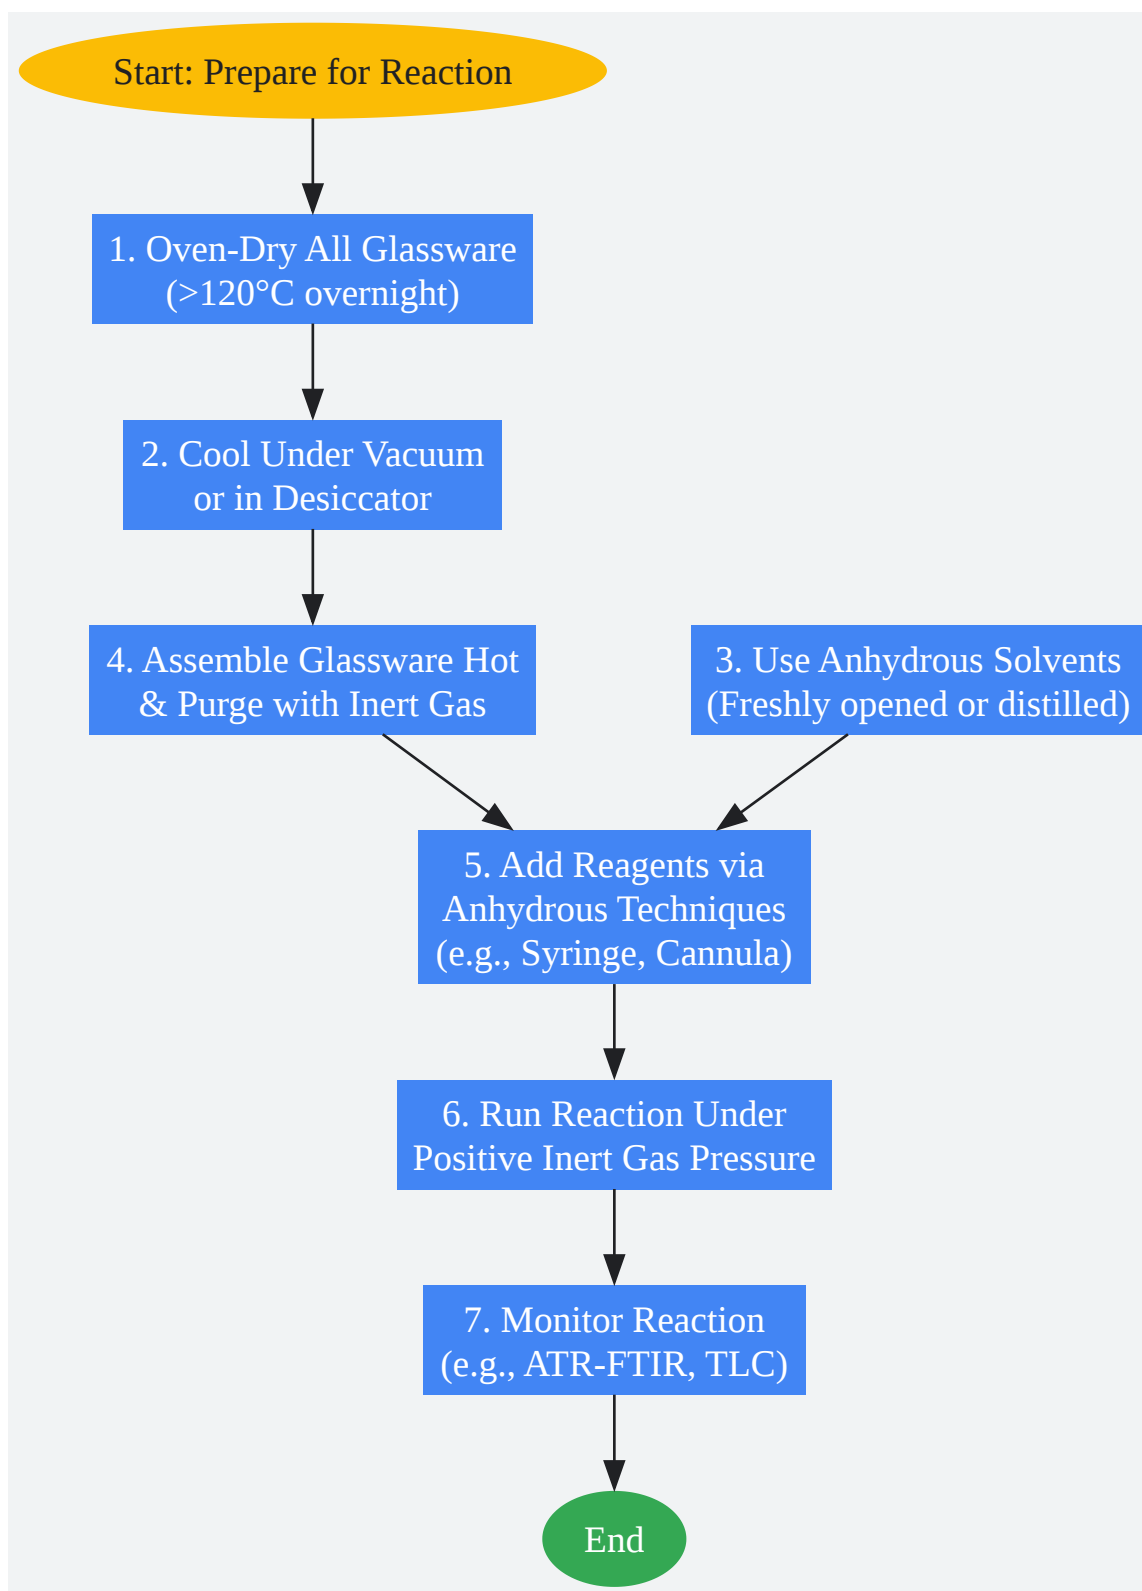 Start: Prepare for Reaction
1. Oven-Dry All Glassware
(>120°C overnight)
2. Cool Under Vacuum
or in Desiccator
4. Assemble Glassware Hot
& Purge with Inert Gas
3. Use Anhydrous Solvents
(Freshly opened or distilled)
5. Add Reagents via
Anhydrous Techniques
(e.g., Syringe, Cannula)
6. Run Reaction Under
Positive Inert Gas Pressure
7. Monitor Reaction
(e.g., ATR-FTIR, TLC)
End